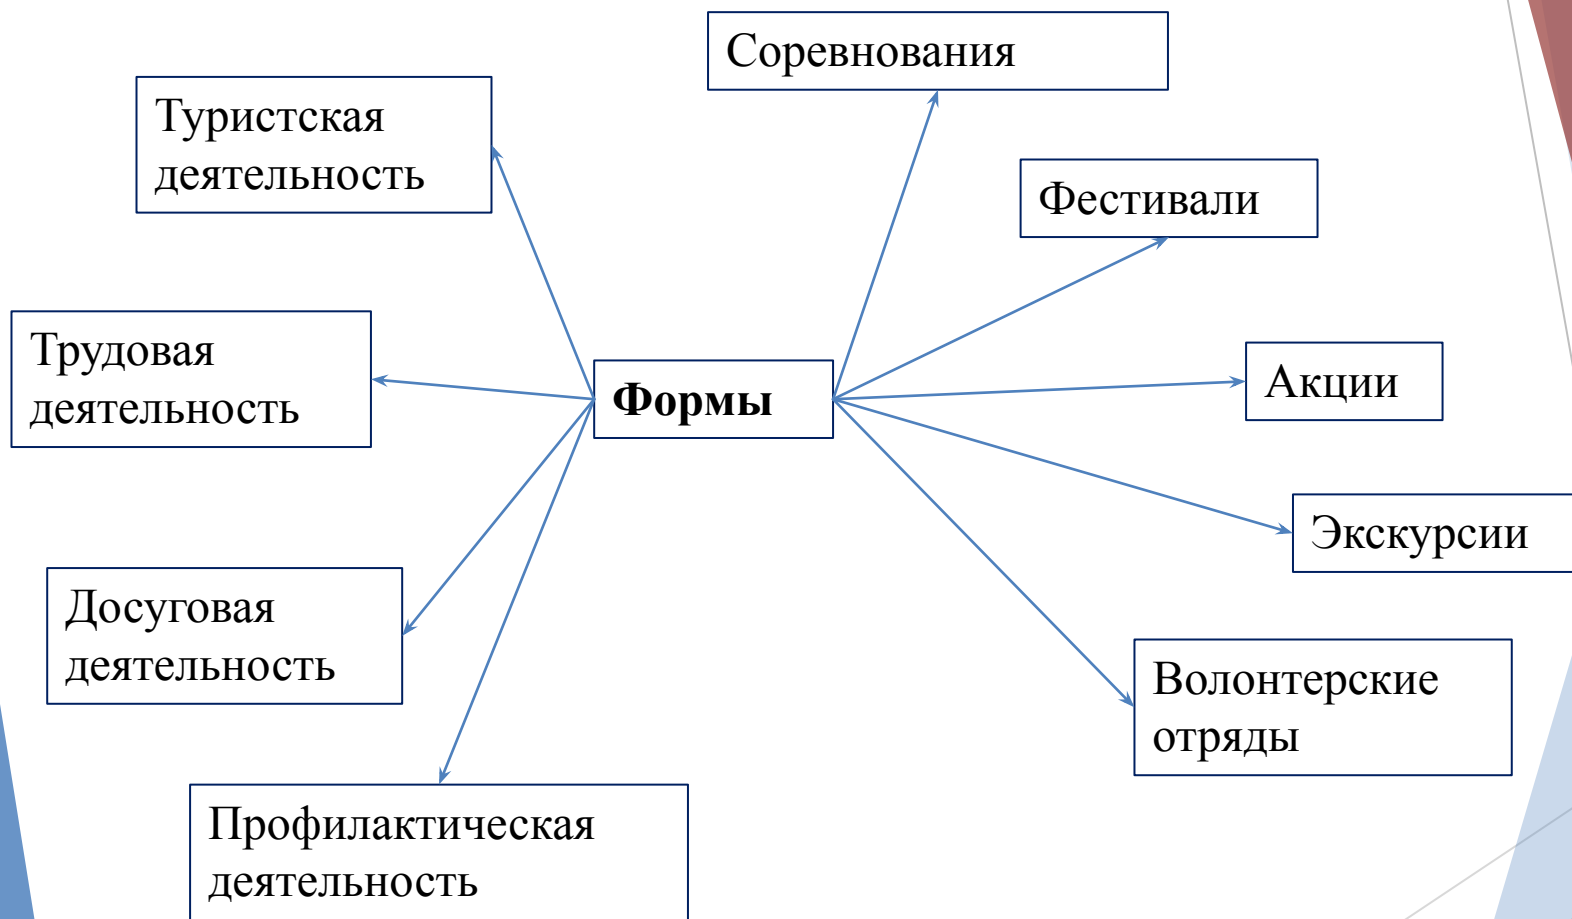 Соревнования
Туристская
деятельность
Фестивали
Трудовая
деятельность
Формы
Акции
Экскурсии
Досуговая
деятельность
Волонтерские
отряды
Профилактическая
деятельность